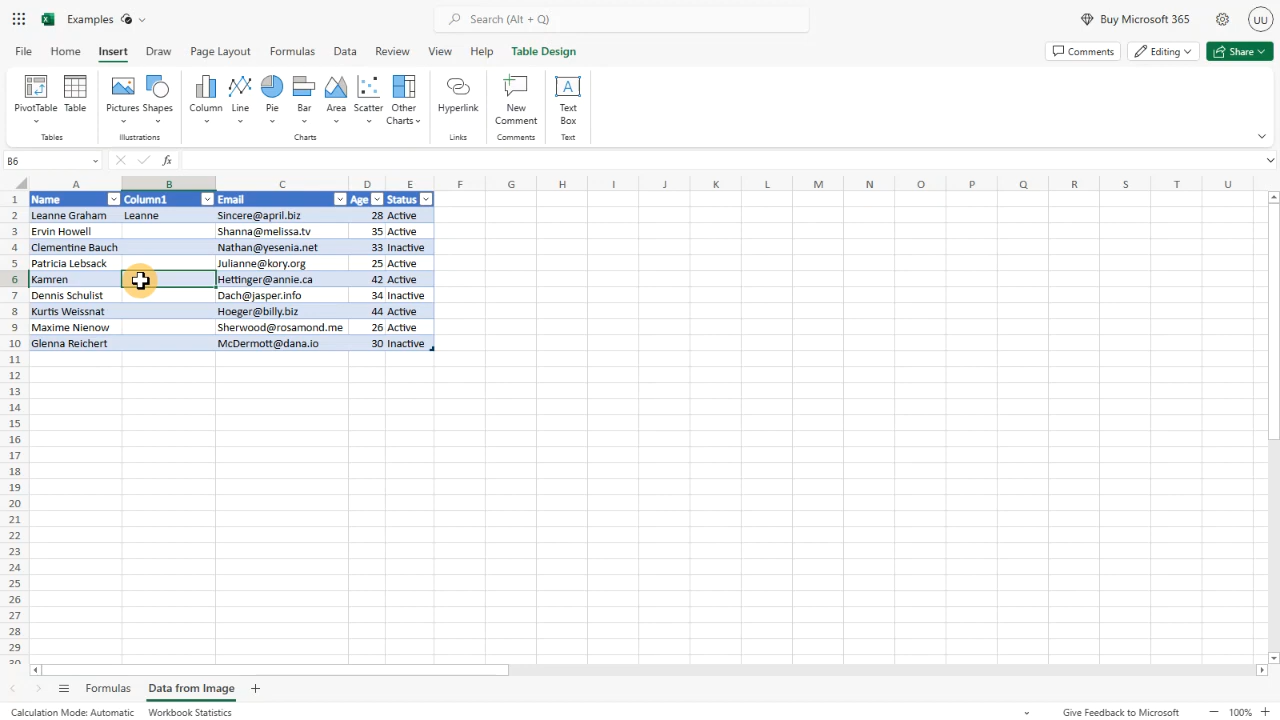 Examples
Search (Alt + Q)
Buy Microsoft 365
UU
File Home Insert Draw Page Layout Formulas Data Review View Help Table Design
Comments Editing Share
PivotTable Table Pictures Shapes Column Line Pie Bar Area Scatter Other Charts Hyperlink New Comment Text Box
Tables Illustrations Charts Links Comments Text
B6 fx
A B C D E F G H I J K L M N O P Q R S T U
1 Name Column1 Email Age Status
2 Leanne Graham Leanne Sincere@april.biz 28 Active
3 Ervin Howell Shanna@melissa.tv 35 Active
4 Clementine Bauch Nathan@yesenia.net 33 Inactive
5 Patricia Lebsack Julianne@kory.org 25 Active
6 Kamren Hettinger@annie.ca 42 Active
7 Dennis Schulist Dach@jasper.info 34 Inactive
8 Kurtis Weissnat Hoeger@billy.biz 44 Active
9 Maxime Nienow Sherwood@rosamond.me 26 Active
10 Glenna Reichert McDermott@dana.io 30 Inactive
11
12
13
14
15
16
17
18
19
20
21
22
23
24
25
26
27
28
29
30
Formulas Data from Image
Calculation Mode: Automatic Workbook Statistics Give Feedback to Microsoft 100%